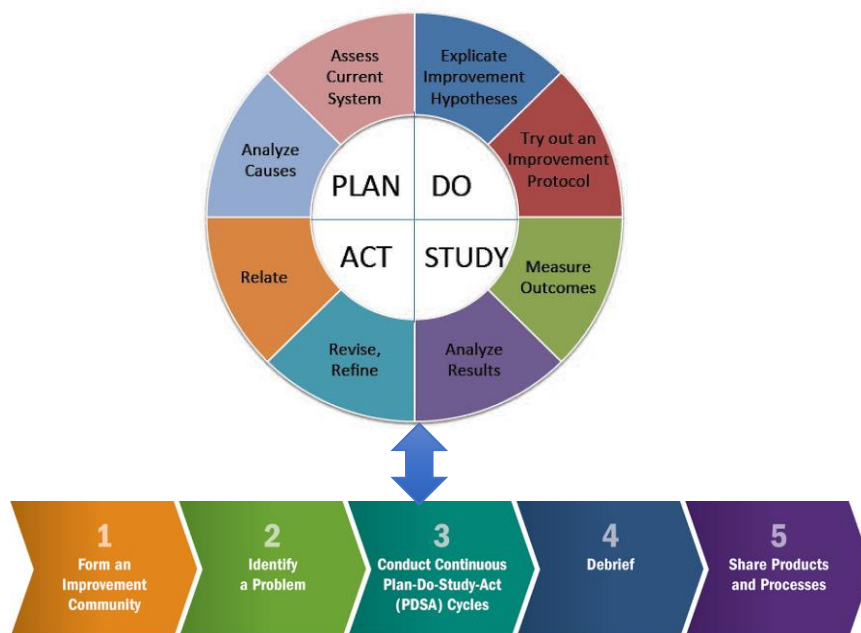 Assess
Current
System
Explicate
Improvement
Hypotheses
Analyze
Causes
Try out an
Improvement
Protocol
PLAN
DO
ACT
STUDY
Relate
Measure
Outcomes
Revise,
Refine
Analyze
Results
1
Form an
Improvement
Community
2
Identify
a Problem
3
Conduct Continuous
Plan-Do-Study-Act
(PDSA) Cycles
4
Debrief
5
Share Products
and Processes